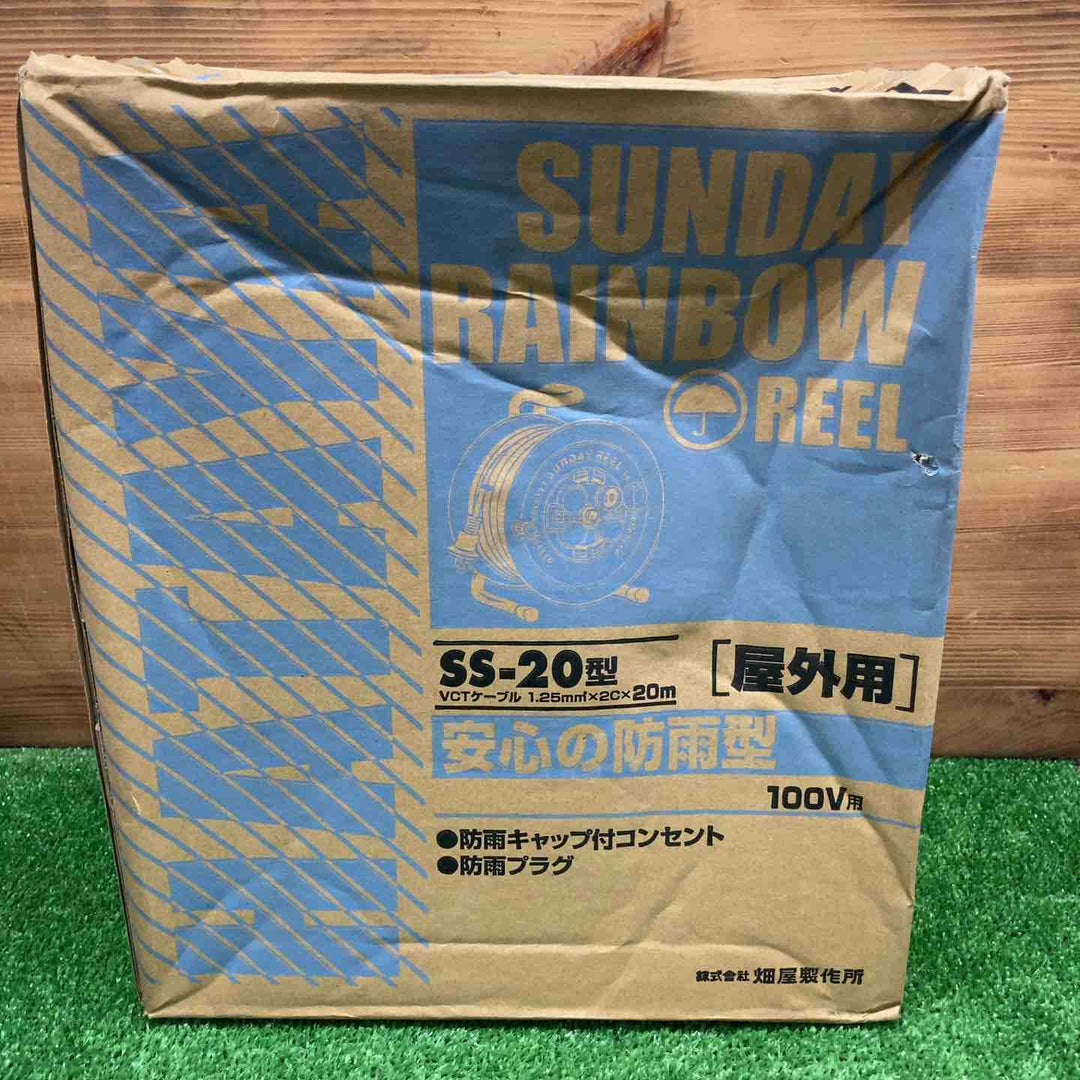 SUNDAY
RAINBOW
REEL
SUNDAY REEL
SS-20型
VCTケーブル 1.25mm²×2C×20m
[屋外用]
安心の防雨型
100V用
●防雨キャップ付コンセント
●防雨プラグ
株式会社 畑屋製作所